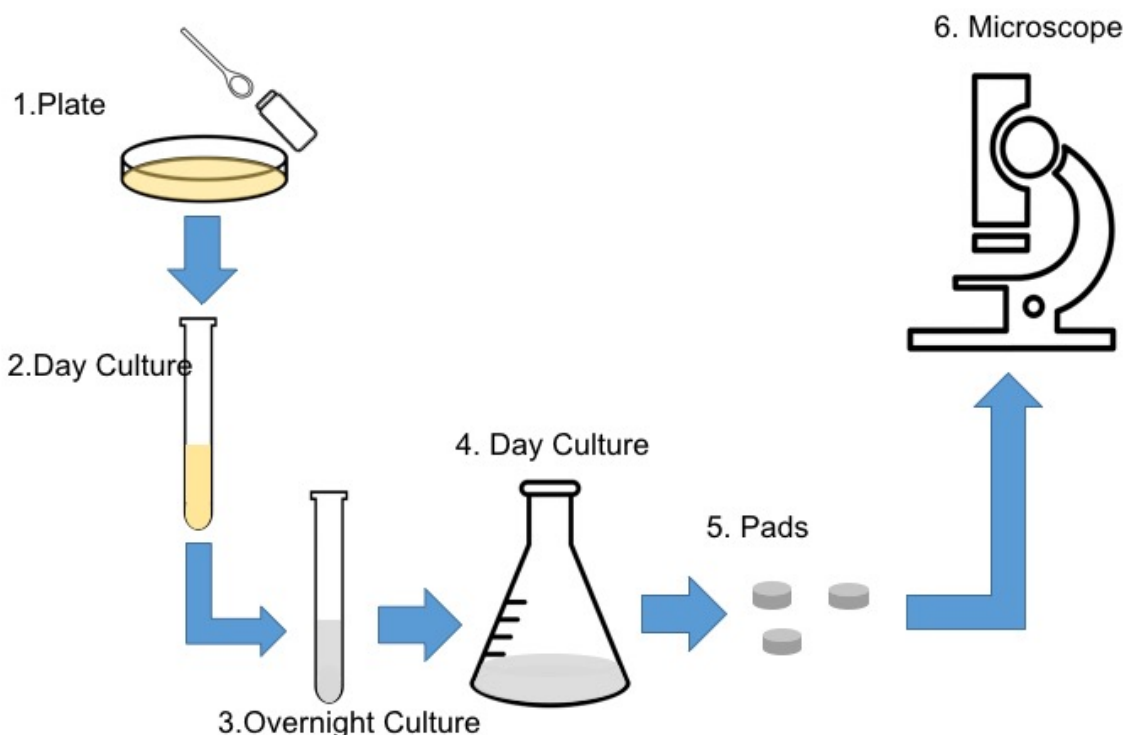 1.Plate
2.Day Culture
3.Overnight Culture
4. Day Culture
5. Pads
6. Microscope